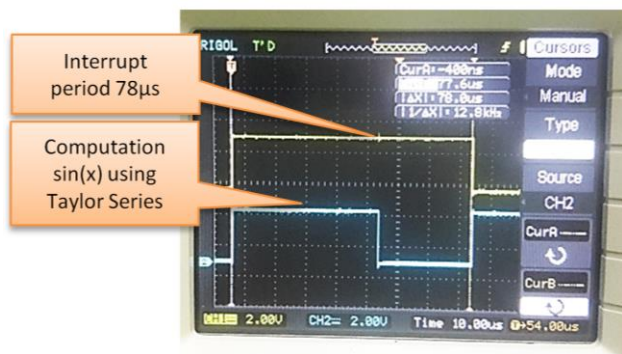 Interrupt
period 78µs
Computation
sin(x) using
Taylor Series
RIGOL T'D
CurA:-400ns
77.6us
|ΔX|:78.0us
|1/ΔX|:12.8kHz
Cursors
Mode
Manual
Type
Source
CH2
CurA
CurB
2.00V CH2= 2.00V Time 10.00us 54.00us